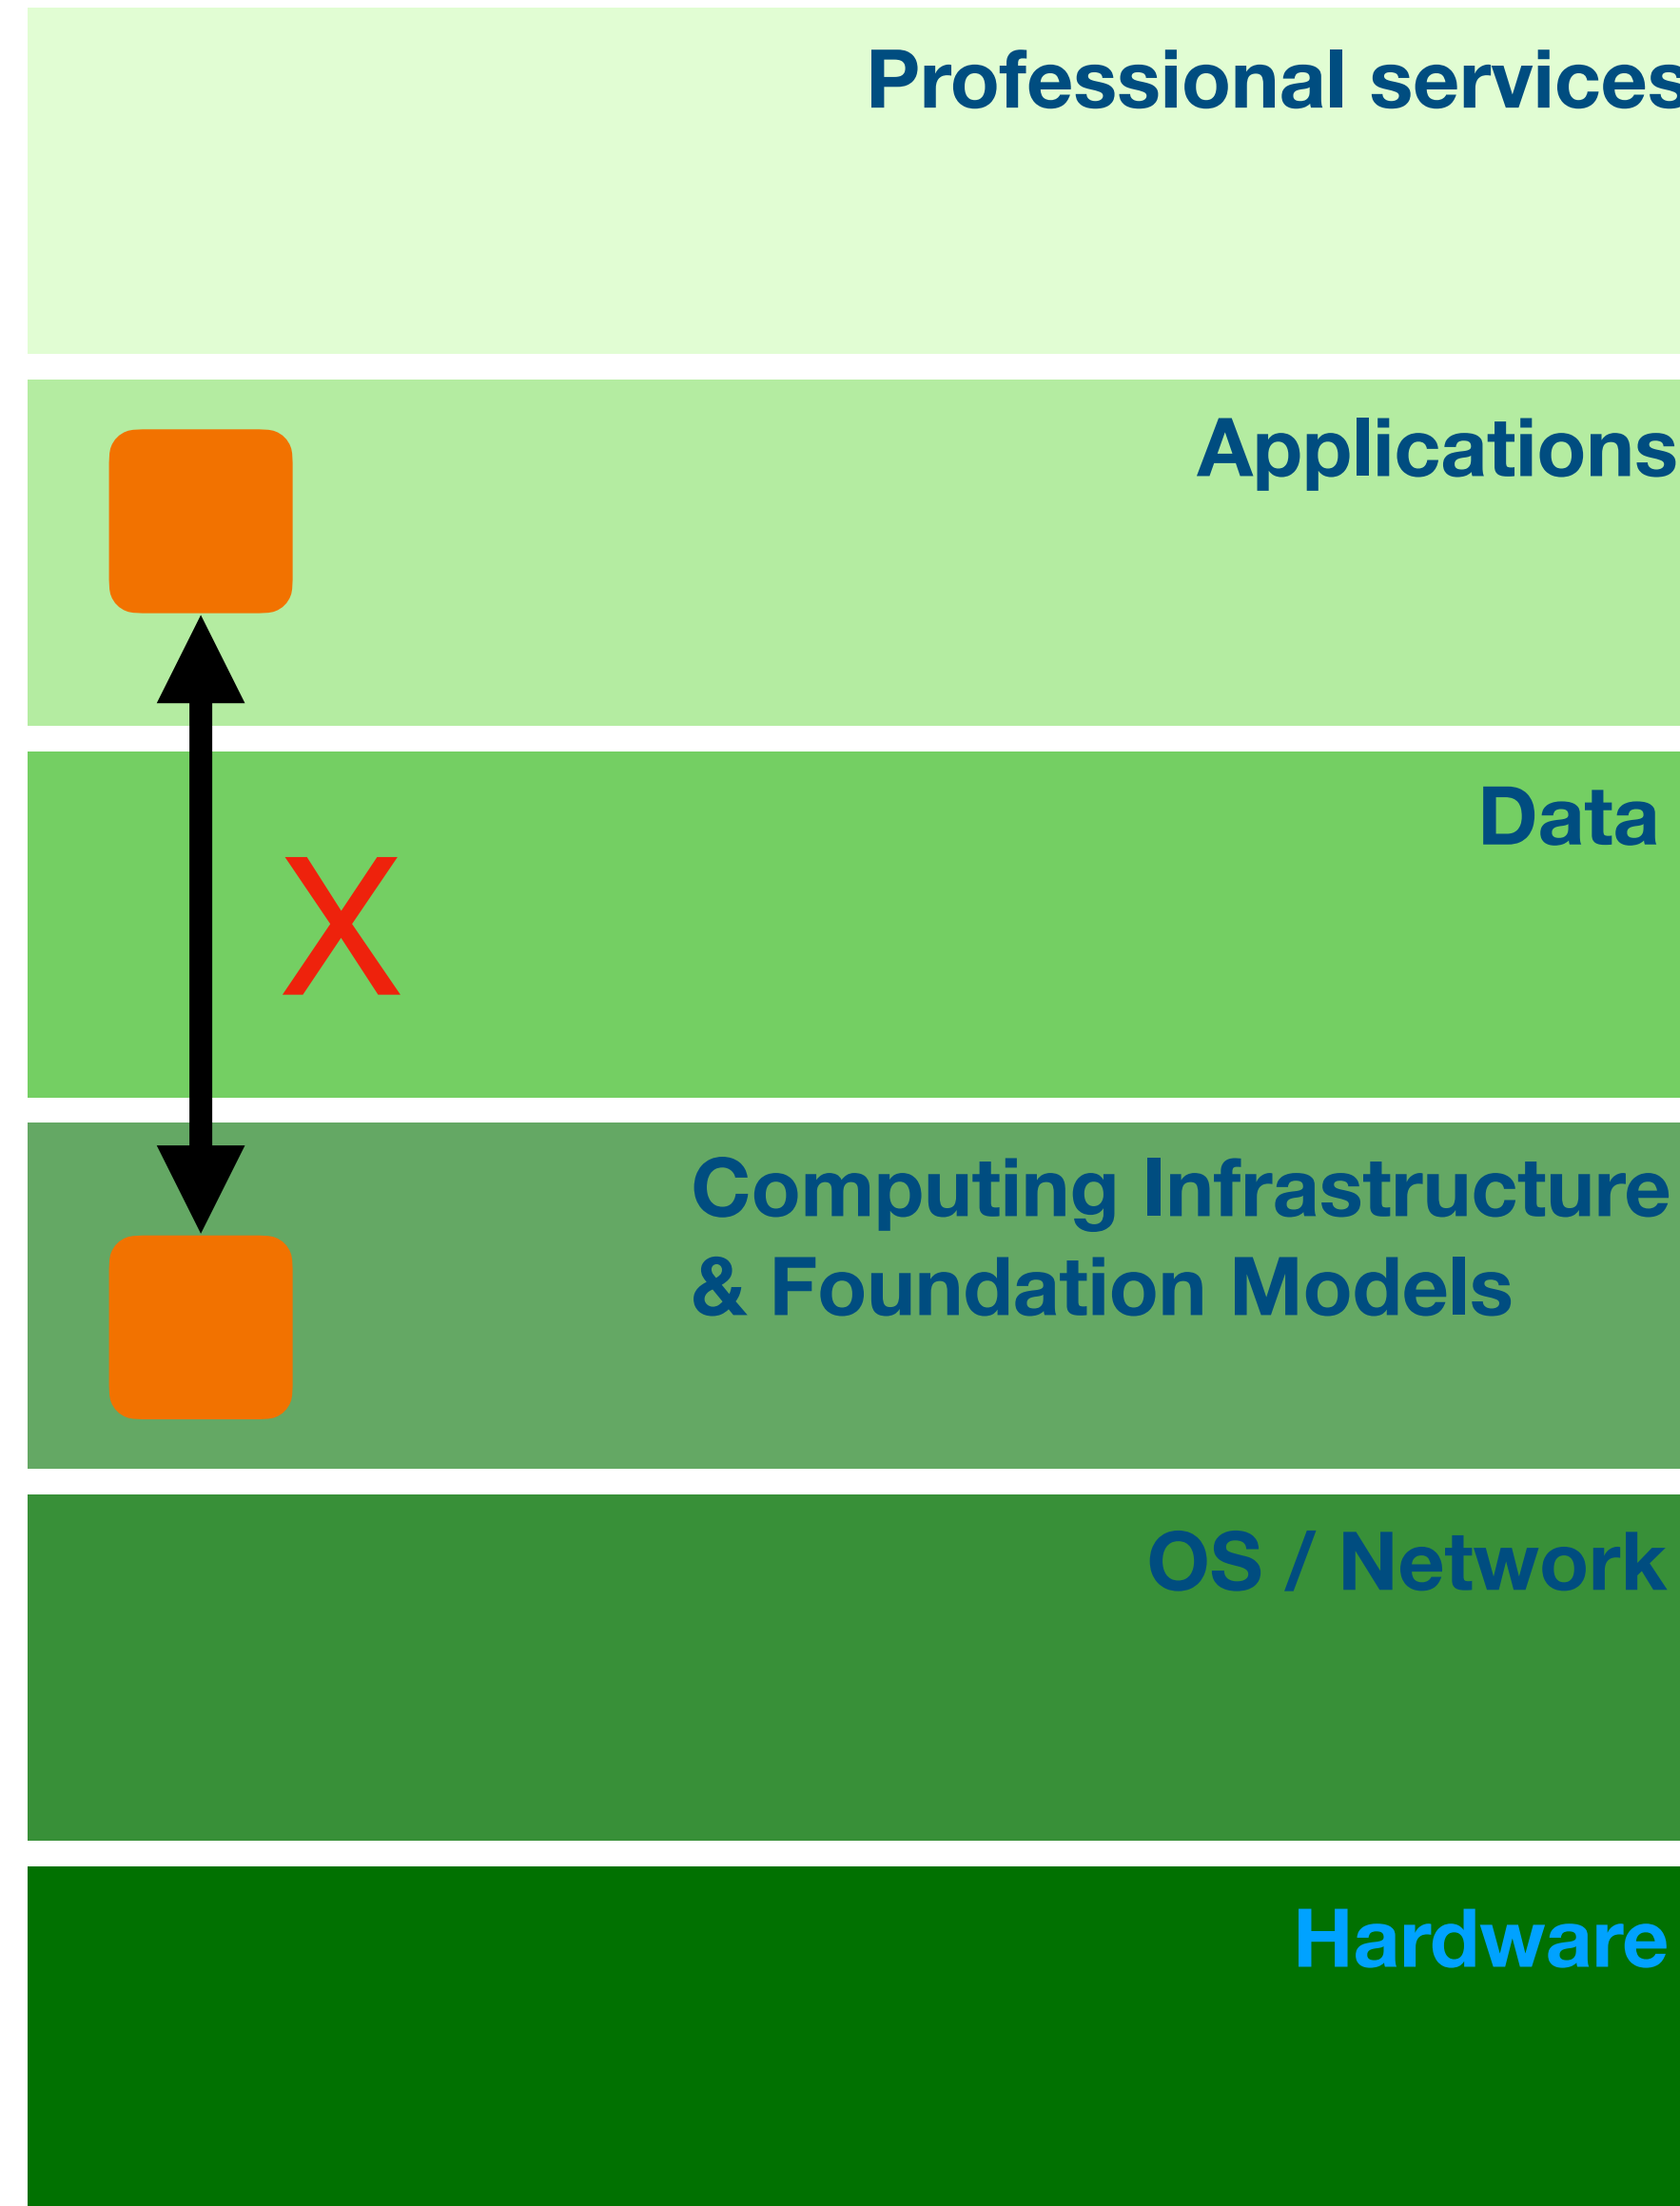 Professional services
Applications
Data
X
Computing Infrastructure
& Foundation Models
OS / Network
Hardware